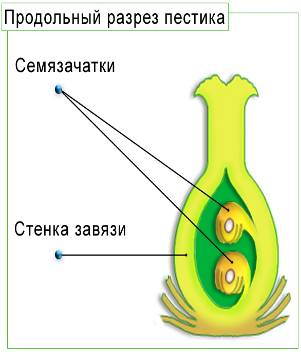 Продольный разрез пестика
Семязачатки
Стенка завязи